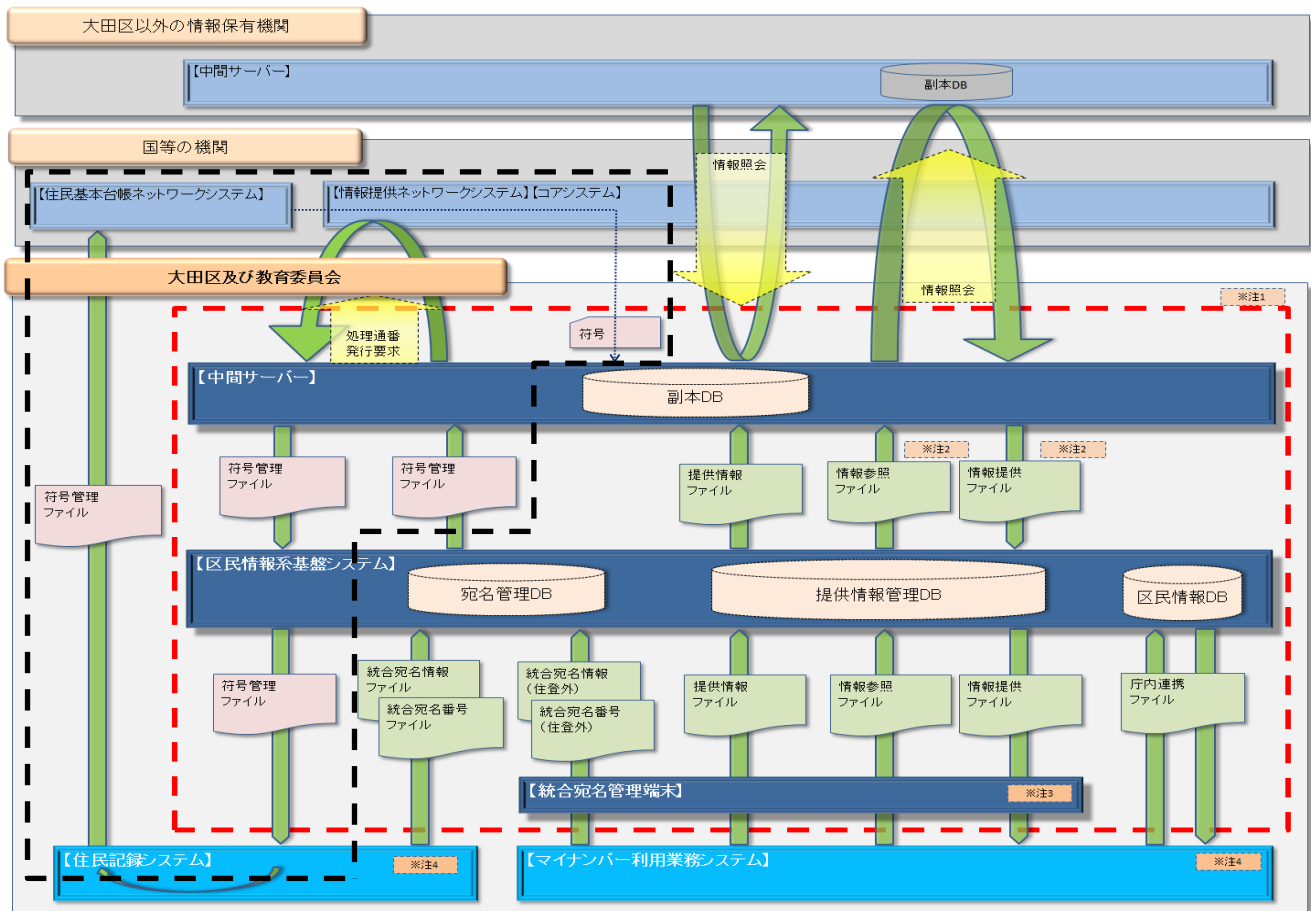 大田区以外の情報保有機関
【中間サーバー】
副本DB
国等の機関
情報照会
【住民基本台帳ネットワークシステム】
【情報提供ネットワークシステム】【コアシステム】
大田区及び教育委員会
情報照会
※注1
処理通番
発行要求
符号
【中間サーバー】
副本DB
符号管理
ファイル
符号管理
ファイル
符号管理
ファイル
提供情報
ファイル
※注2
情報参照
ファイル
※注2
情報提供
ファイル
【区民情報系基盤システム】
宛名管理DB
提供情報管理DB
区民情報DB
符号管理
ファイル
統合宛名情報
ファイル
統合宛名番号
ファイル
統合宛名情報
(住登外)
統合宛名番号
(住登外)
提供情報
ファイル
情報参照
ファイル
情報提供
ファイル
庁内連携
ファイル
【統合宛名管理端末】
※注3
【住民記録システム】
※注4
【マイナンバー利用業務システム】
※注4